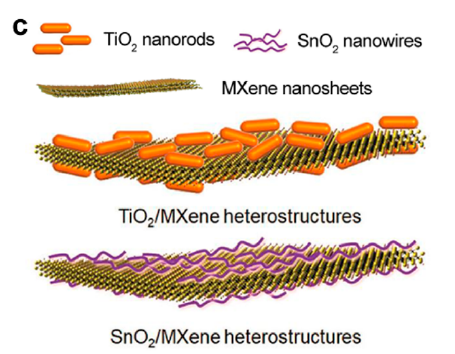 c
TiO₂ nanorods
SnO₂ nanowires
MXene nanosheets
TiO₂/MXene heterostructures
SnO₂/MXene heterostructures